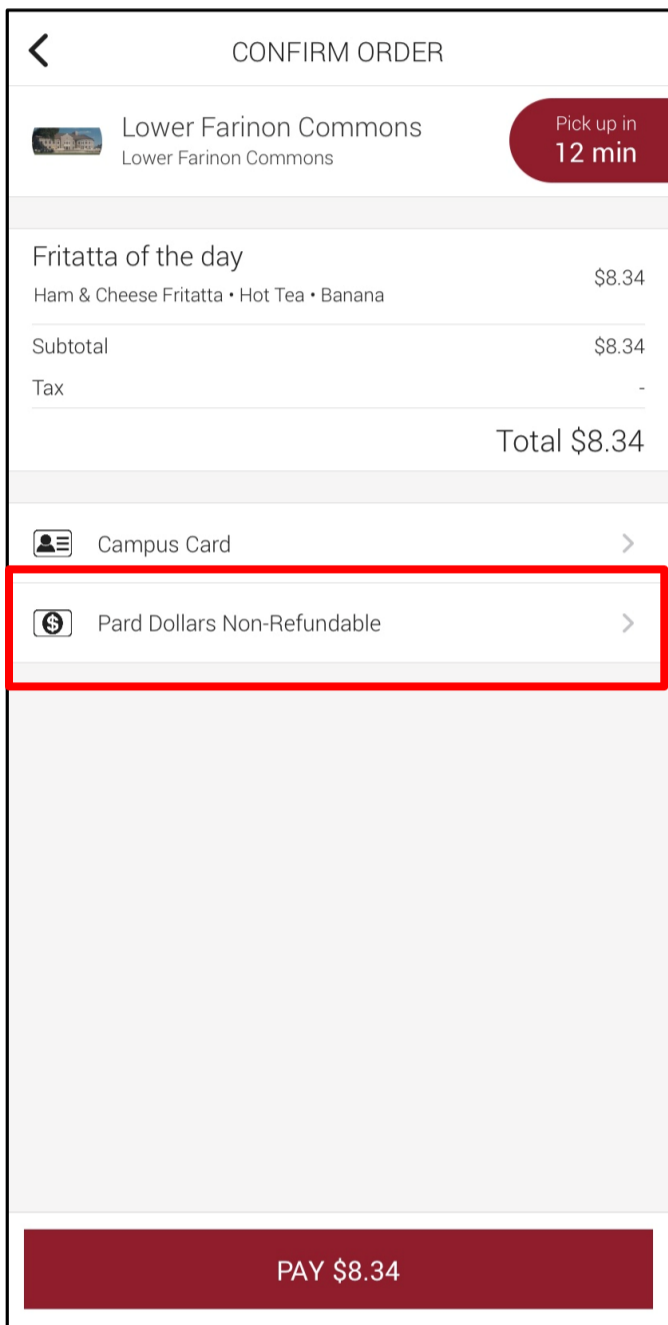 CONFIRM ORDER
Lower Farinon Commons
Lower Farinon Commons
Pick up in
12 min
Fritatta of the day
Ham & Cheese Fritatta • Hot Tea • Banana
$8.34
Subtotal $8.34
Tax -
Total $8.34
Campus Card
$ Pard Dollars Non-Refundable
PAY $8.34